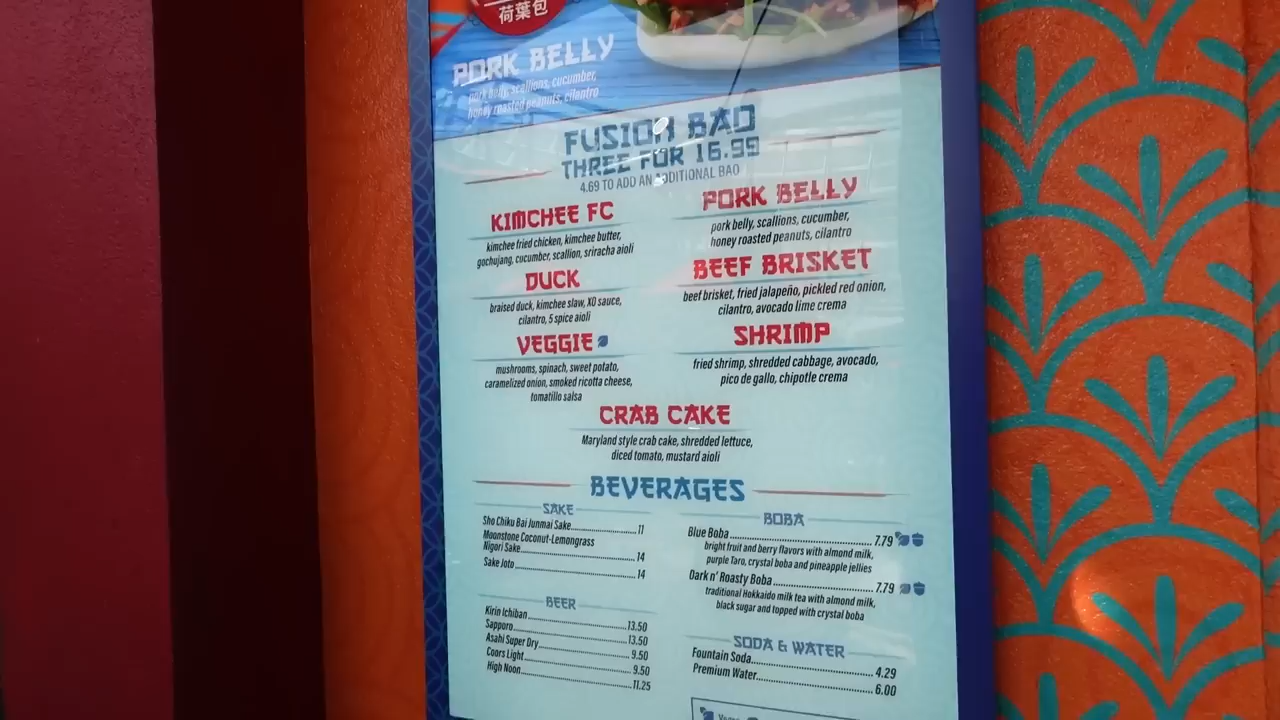 荷葉包
PORK BELLY
pork belly, scallions, cucumber,
honey roasted peanuts, cilantro
FUSION BAO
THREE FOR 16.99
4.69 TO ADD AN ADDITIONAL BAO
KIMCHEE FC
kimchee fried chicken, kimchee butter,
gochujang, cucumber, scallion, sriracha aioli
DUCK
braised duck, kimchee slaw, XO sauce,
cilantro, 5 spice aioli
VEGGIE
mushrooms, spinach, sweet potato,
caramelized onion, smoked ricotta cheese,
tomatillo salsa
PORK BELLY
pork belly, scallions, cucumber,
honey roasted peanuts, cilantro
BEEF BRISKET
beef brisket, fried jalapeño, pickled red onion,
cilantro, avocado lime crema
SHRIMP
fried shrimp, shredded cabbage, avocado,
pico de gallo, chipotle crema
CRAB CAKE
Maryland style crab cake, shredded lettuce,
diced tomato, mustard aioli
BEVERAGES
SAKE
Sho Chiku Bai Junmai Sake 11
Moonstone Coconut-Lemongrass
Nigori Sake 14
Sake Joto 14
BEER
Kirin Ichiban 13.50
Sapporo 13.50
Asahi Super Dry 9.50
Coors Light 9.50
High Noon 11.25
BOBA
Blue Boba 7.79
bright fruit and berry flavors with almond milk,
purple Taro, crystal boba and pineapple jellies
Dark n' Roasty Boba 7.79
traditional Hokkaido milk tea with almond milk,
black sugar and topped with crystal boba
SODA & WATER
Fountain Soda 4.29
Premium Water 6.00